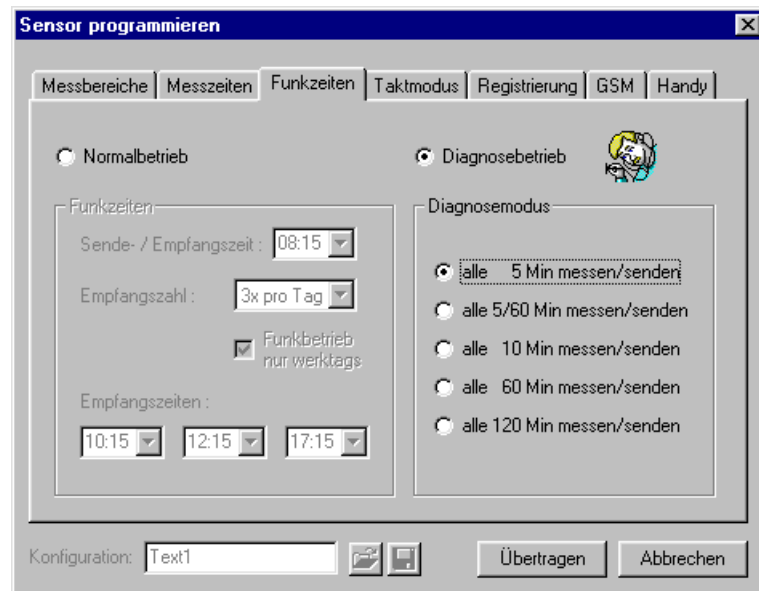 Sensor programmieren
Messbereiche Messzeiten Funkzeiten Taktmodus Registrierung GSM Handy
Normalbetrieb
Diagnosebetrieb
Funkzeiten
Sende- / Empfangszeit : 08:15
Empfangszahl : 3x pro Tag
Funkbetrieb
nur werktags
Empfangszeiten :
10:15 12:15 17:15
Diagnosemodus
alle 5 Min messen/senden
alle 5/60 Min messen/senden
alle 10 Min messen/senden
alle 60 Min messen/senden
alle 120 Min messen/senden
Konfiguration: Text1
Übertragen Abbrechen